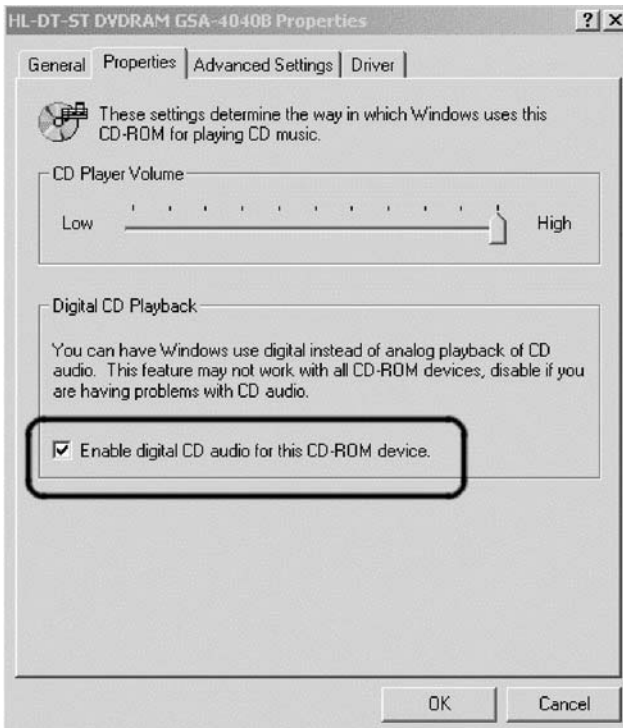 HL-DT-ST DVDRAM GSA-4040B Properties
General Properties Advanced Settings Driver
These settings determine the way in which Windows uses this
CD-ROM for playing CD music.
CD Player Volume
Low High
Digital CD Playback
You can have Windows use digital instead of analog playback of CD
audio. This feature may not work with all CD-ROM devices, disable if you
are having problems with CD audio.
Enable digital CD audio for this CD-ROM device.
OK Cancel